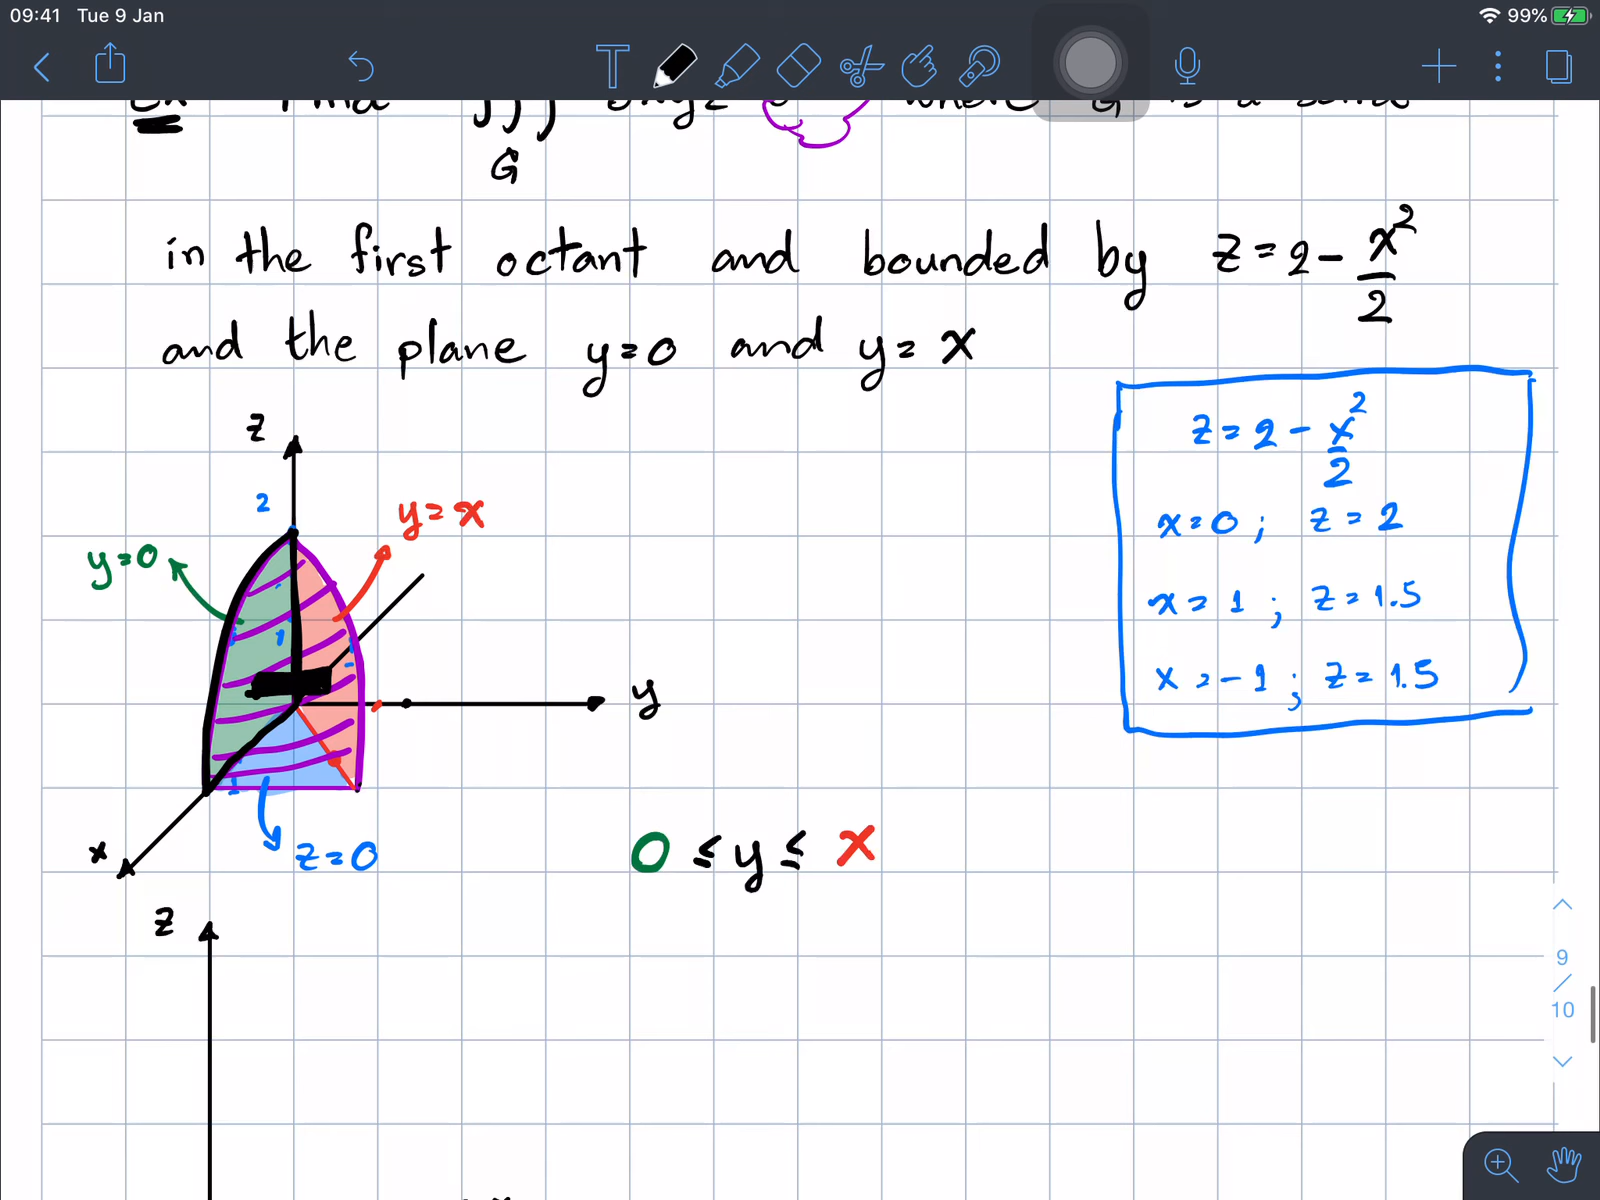 09:41 Tue 9 Jan 99%
G
in the first octant and bounded by z = 2 - x²/2
and the plane y=0 and y= x
z = 2 - x²/2
x=0 ; z = 2
x= 1 ; z= 1.5
x = -1 ; z= 1.5
z
2
y= x
y=0
1
y
1
z=0
x
0 ≤ y ≤ x
z
9
/
10